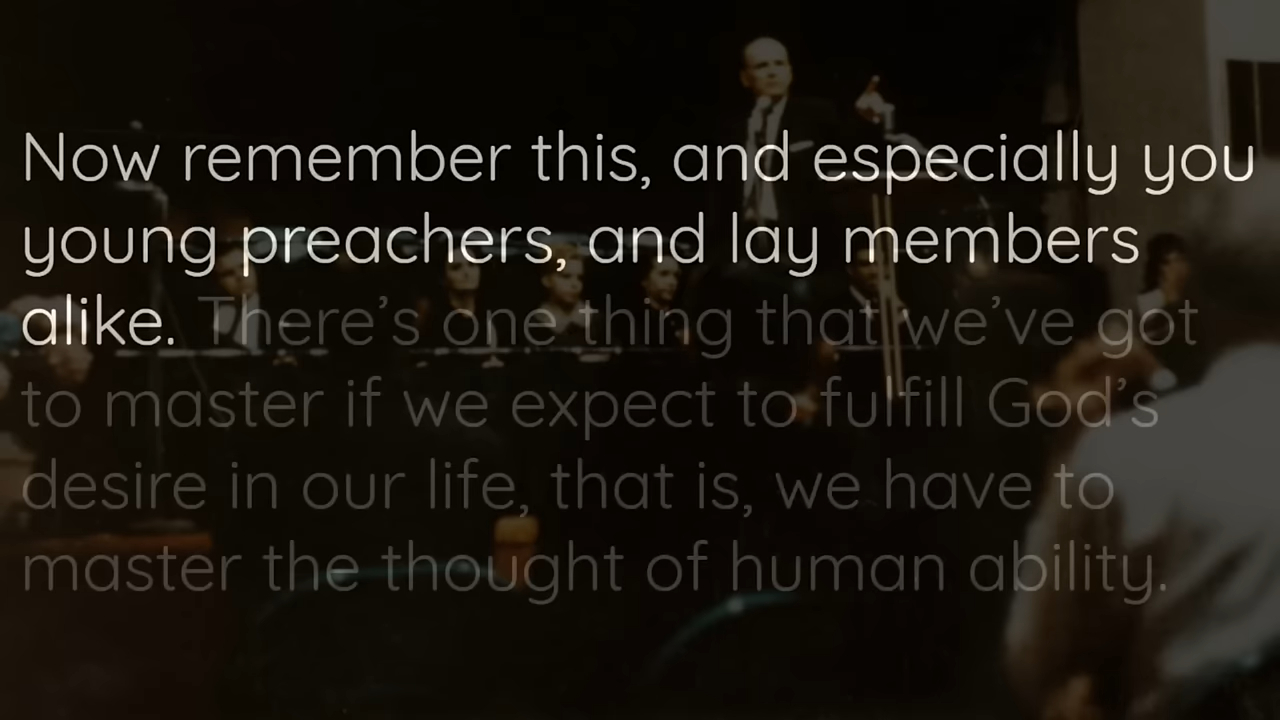 Now remember this, and especially you
young preachers, and lay members
alike. There’s one thing that we’ve got
to master if we expect to fulfill God’s
desire in our life, that is, we have to
master the thought of human ability.